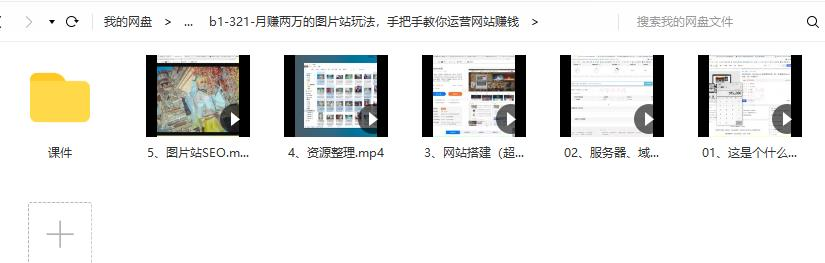 我的网盘 > ... b1-321-月赚两万的图片站玩法，手把手教你运营网站赚钱 > 搜索我的网盘文件
课件 5、图片站SEO.m... 4、资源整理.mp4 3、网站搭建（超... 02、服务器、域... 01、这是个什么...